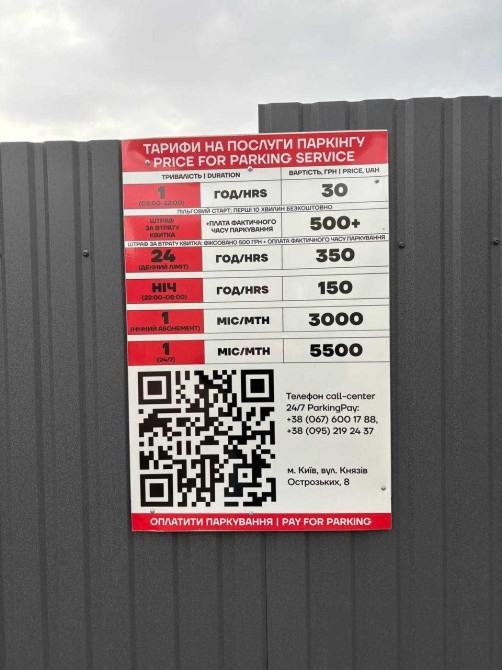 ТАРИФИ НА ПОСЛУГИ ПАРКІНГУ
PRICE FOR PARKING SERVICE
ТРИВАЛІСТЬ | DURATION ВАРТІСТЬ, ГРН | PRICE, UAH
1 ГОД/HRS 30
(08:00-22:00)
ПІЛЬГОВИЙ СТАРТ: ПЕРШІ 10 ХВИЛИН БЕЗКОШТОВНО
ШТРАФ ЗА ВТРАТУ КВИТКА +ПЛАТА ФАКТИЧНОГО ЧАСУ ПАРКУВАННЯ 500+
ШТРАФ ЗА ВТРАТУ КВИТКА: ФІКСОВАНО 500 ГРН + ОПЛАТА ФАКТИЧНОГО ЧАСУ ПАРКУВАННЯ
24 ГОД/HRS 350
(ДЕННИЙ ЛІМІТ)
НІЧ ГОД/HRS 150
(22:00-08:00)
1 МІС/MTH 3000
(НІЧНИЙ АБОНЕМЕНТ)
1 МІС/MTH 5500
(24/7)
Телефон call-center
24/7 ParkingPay:
+38 (067) 600 17 88,
+38 (095) 219 24 37
м. Київ, вул. Князів
Острозьких, 8
ОПЛАТИТИ ПАРКУВАННЯ | PAY FOR PARKING